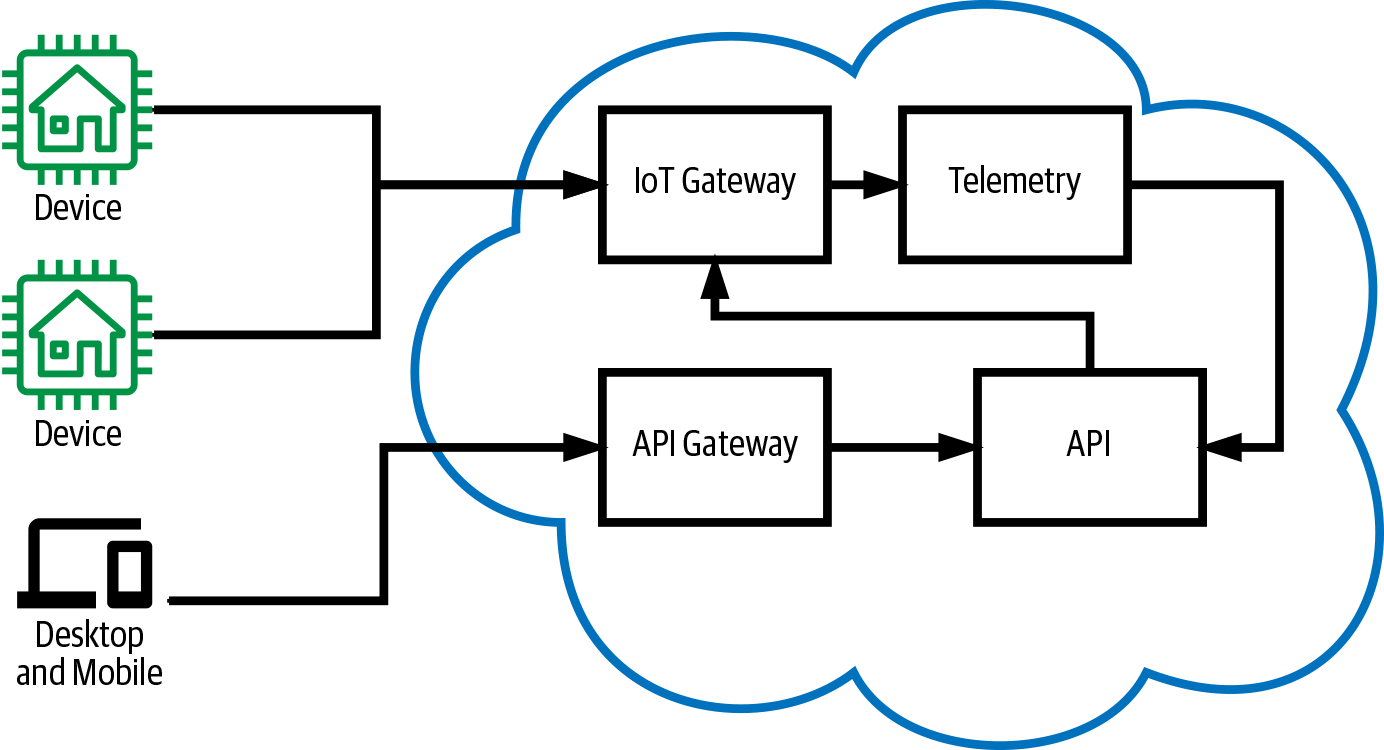 Device
Device
Desktop
and Mobile
IoT Gateway
Telemetry
API Gateway
API